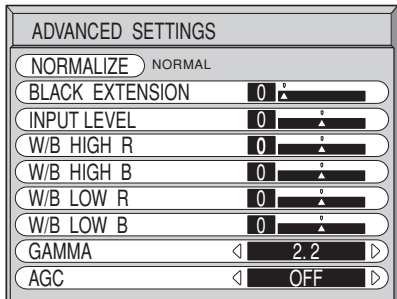 ADVANCED SETTINGS
NORMALIZE NORMAL
BLACK EXTENSION 0
INPUT LEVEL 0
W/B HIGH R 0
W/B HIGH B 0
W/B LOW R 0
W/B LOW B 0
GAMMA 2.2
AGC OFF